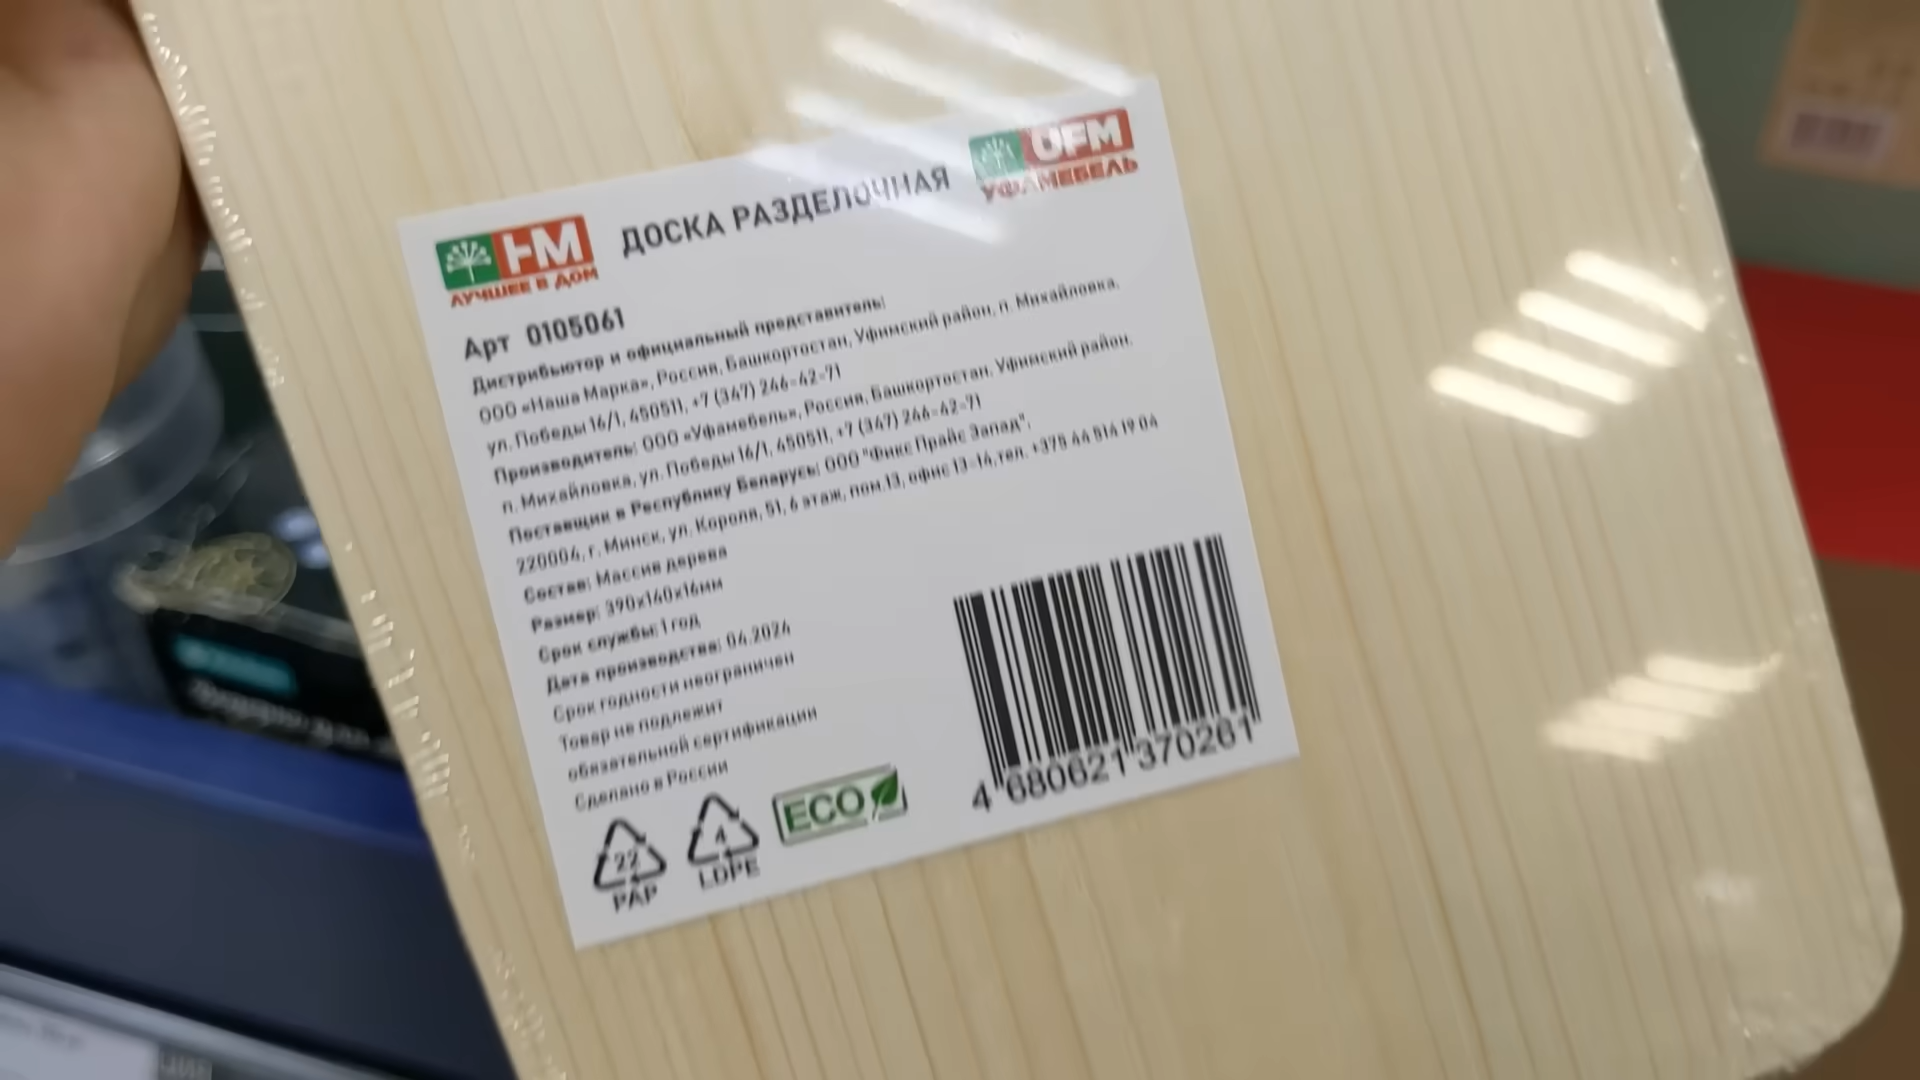 НМ
ЛУЧШЕЕ В ДОМ
ДОСКА РАЗДЕЛОЧНАЯ
UFM
УФАМЕБЕЛЬ
Арт 0105061
Дистрибьютор и официальный представитель:
ООО «Наша Марка», Россия, Башкортостан, Уфимский район, п. Михайловка,
ул. Победы 16/1, 450511, +7 (347) 246-42-71
Производитель: ООО «Уфамебель», Россия, Башкортостан, Уфимский район,
п. Михайловка, ул. Победы 16/1, 450511, +7 (347) 246-42-71
Поставщик в Республику Беларусь: ООО "Фикс Прайс Запад",
220004, г. Минск, ул. Короля, 51, 6 этаж, пом.13, офис 13-14,тел. +375 44 514 19 04
Состав: Массив дерева
Размер: 390х160х16мм
Срок службы: 1 год
Дата производства: 04.2024
Срок годности неограничен
Товар не подлежит
обязательной сертификации
Сделано в России
22
PAP
4
LDPE
ECO
4 680621 370261